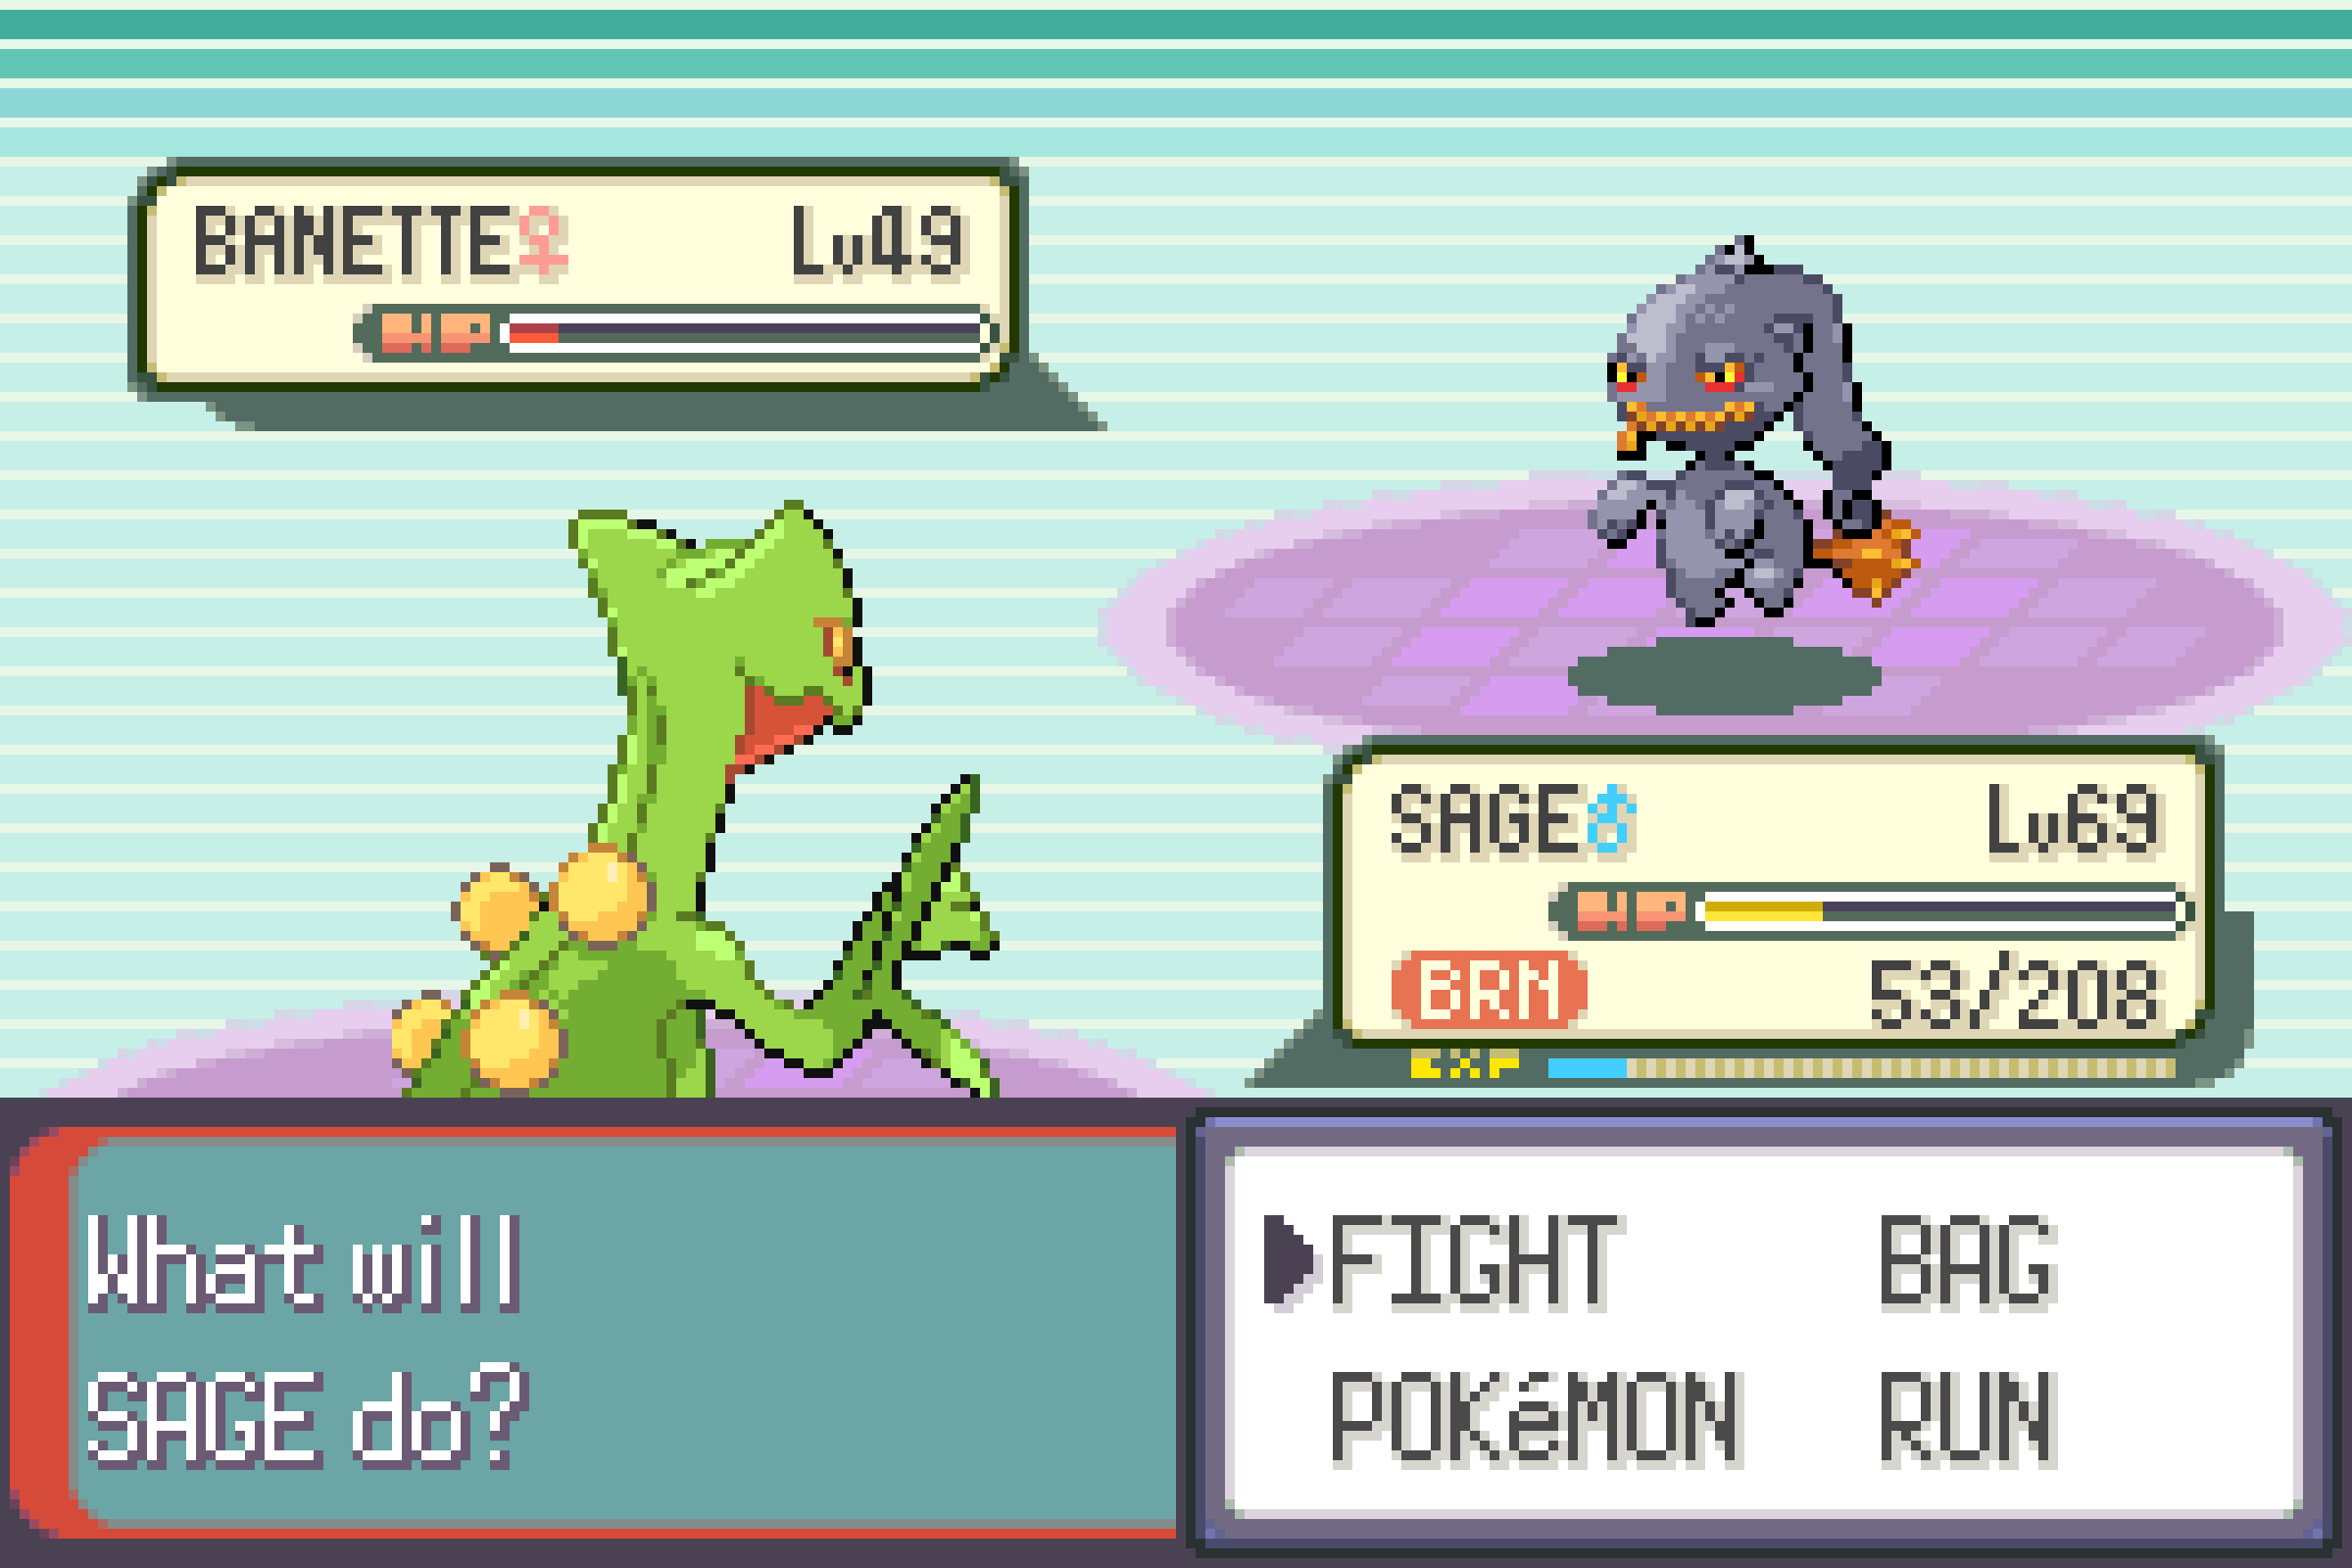 BANETTE♀ Lv49
HP
SAGE♂ Lv69
HP
BRN 53/208
EXP
What will
SAGE do?
FIGHT BAG
POKéMON RUN